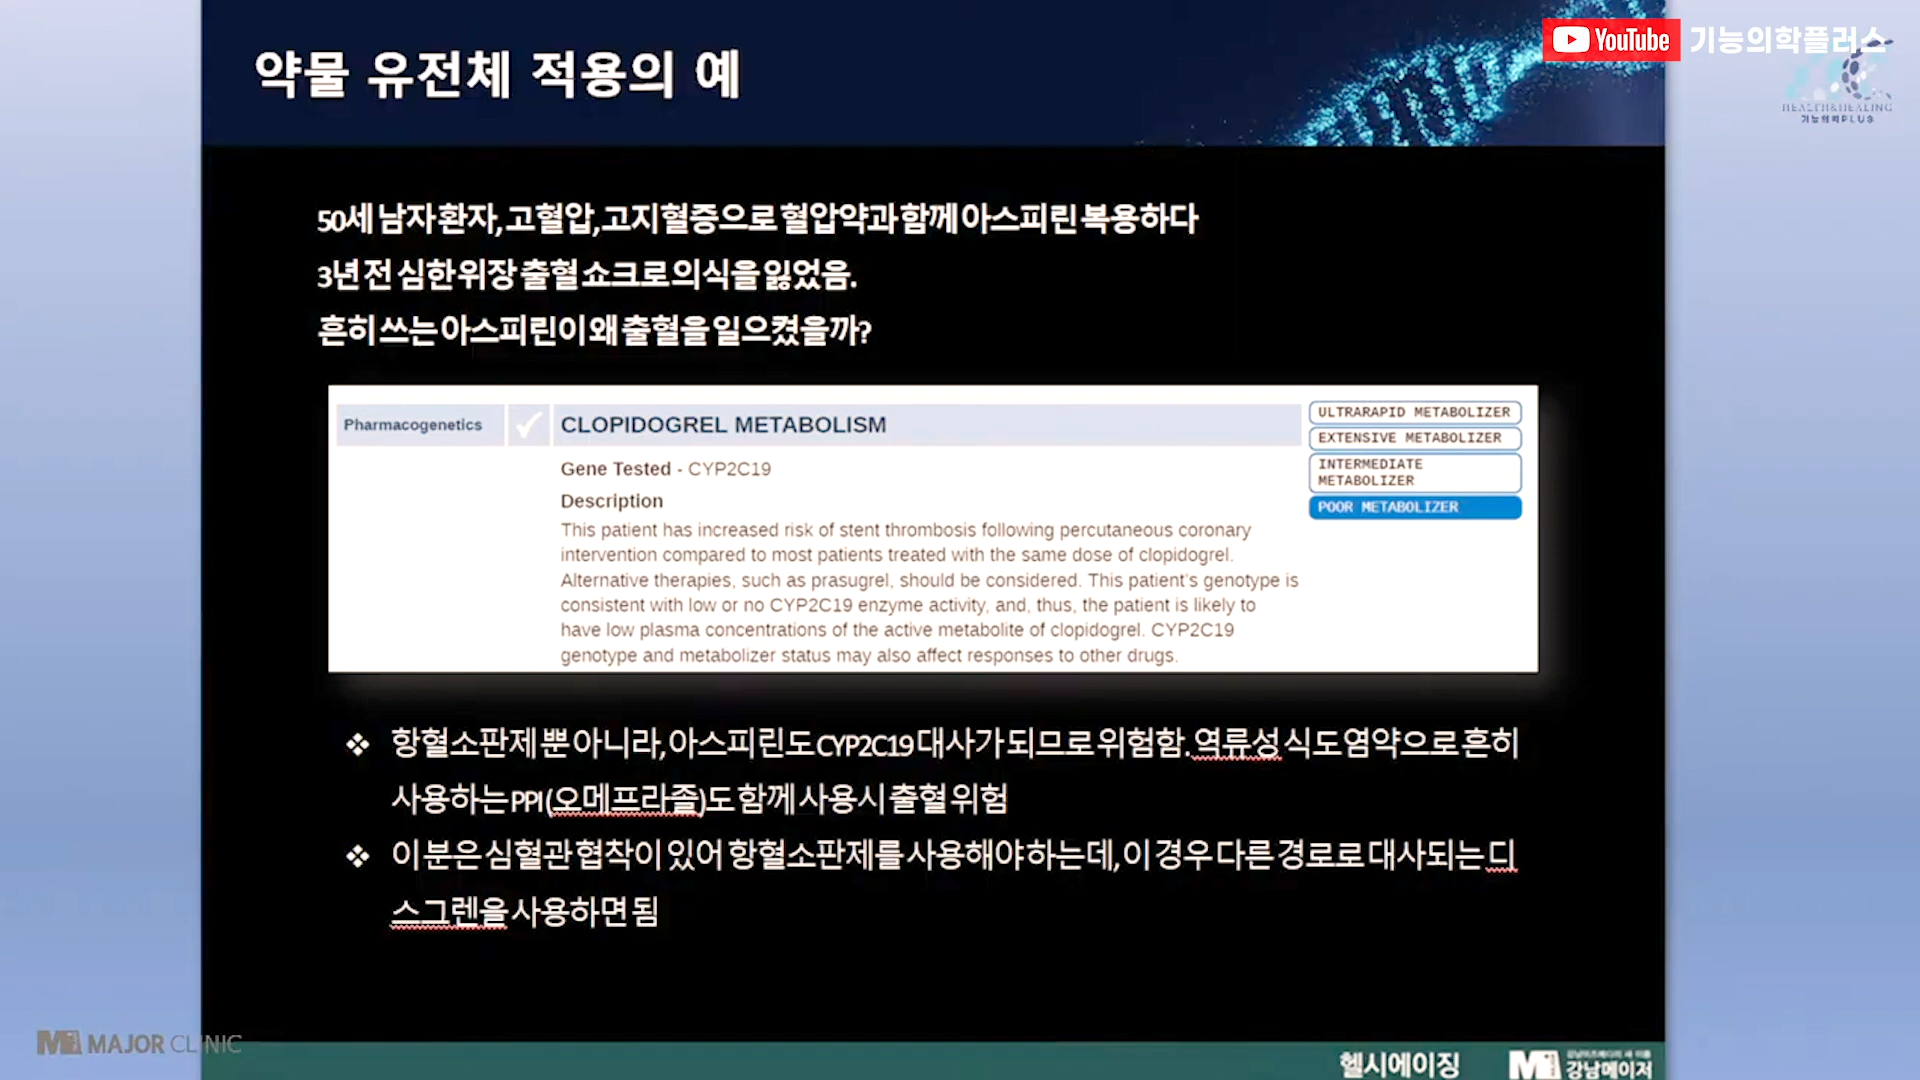 약물 유전체 적용의 예
YouTube 기능의학플러스
HEALTH&HEALING
기능의학PLUS
50세 남자 환자, 고혈압, 고지혈증으로 혈압약과 함께 아스피린 복용하다
3년 전 심한 위장 출혈 쇼크로 의식을 잃었음.
흔히 쓰는 아스피린이 왜 출혈을 일으켰을까?
Pharmacogenetics
CLOPIDOGREL METABOLISM
ULTRARAPID METABOLIZER
EXTENSIVE METABOLIZER
INTERMEDIATE
METABOLIZER
POOR METABOLIZER
Gene Tested - CYP2C19
Description
This patient has increased risk of stent thrombosis following percutaneous coronary
intervention compared to most patients treated with the same dose of clopidogrel.
Alternative therapies, such as prasugrel, should be considered. This patient's genotype is
consistent with low or no CYP2C19 enzyme activity, and, thus, the patient is likely to
have low plasma concentrations of the active metabolite of clopidogrel. CYP2C19
genotype and metabolizer status may also affect responses to other drugs.
❖ 항혈소판제 뿐 아니라, 아스피린도 CYP2C19 대사가 되므로 위험함. 역류성 식도염약으로 흔히
사용하는 PPI(오메프라졸)도 함께 사용시 출혈 위험
❖ 이 분은 심혈관 협착이 있어 항혈소판제를 사용해야 하는데, 이 경우 다른 경로로 대사되는 디
스그렌을 사용하면 됨
MAJOR CLINIC
헬시에이징
강남메이저